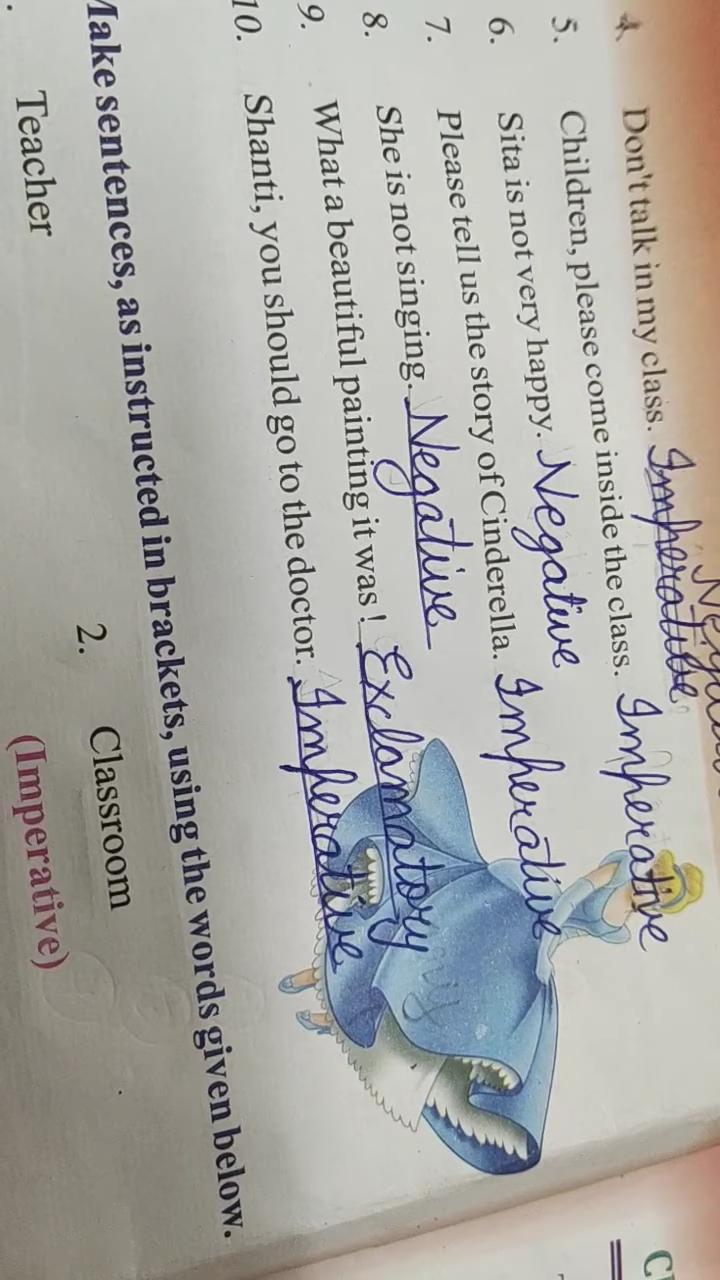 4. Don't talk in my class. Imperative
5. Children, please come inside the class. Imperative
6. Sita is not very happy. Negative
7. Please tell us the story of Cinderella. Imperative
8. She is not singing. Negative
9. What a beautiful painting it was! Exclamatory
10. Shanti, you should go to the doctor. Imperative
Make sentences, as instructed in brackets, using the words given below.
Teacher 2. Classroom
(Imperative)